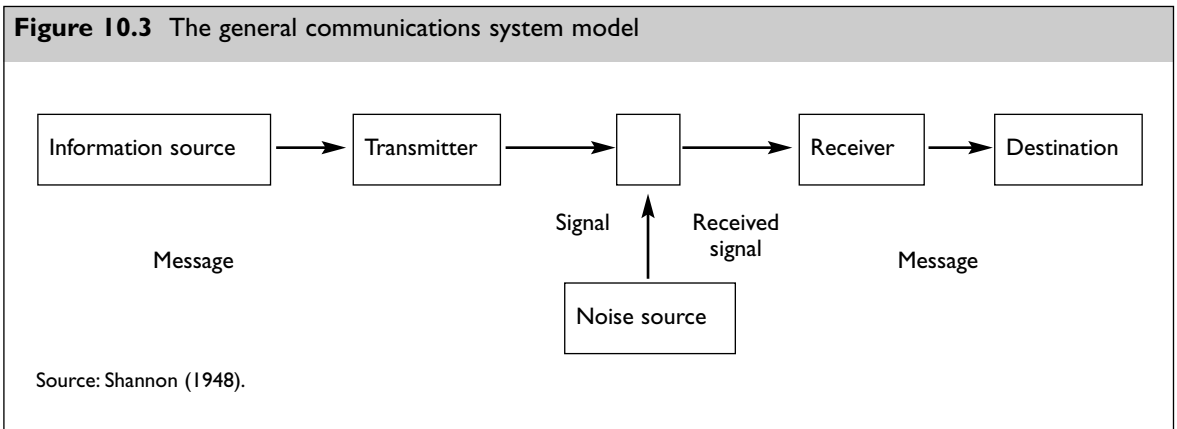 Figure 10.3 The general communications system model
Information source
Transmitter
Receiver
Destination
Signal
Received
signal
Message
Message
Noise source
Source: Shannon (1948).